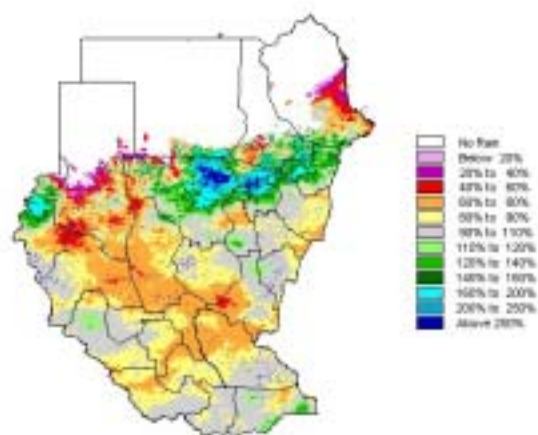 No Rain
Below 20%
20% to 40%
40% to 60%
60% to 80%
80% to 90%
90% to 110%
110% to 120%
120% to 140%
140% to 160%
160% to 200%
200% to 250%
Above 250%